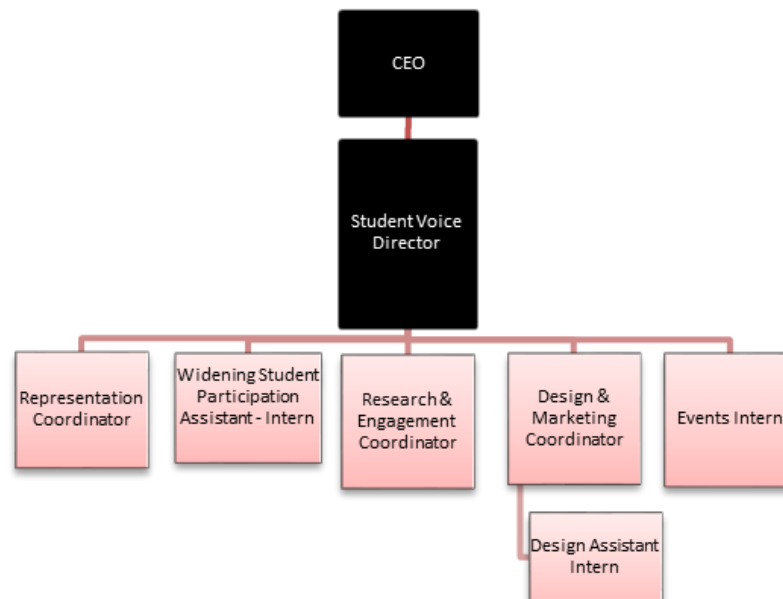 CEO
Student Voice
Director
Representation
Coordinator
Widening Student
Participation
Assistant - Intern
Research &
Engagement
Coordinator
Design &
Marketing
Coordinator
Events Intern
Design Assistant
Intern